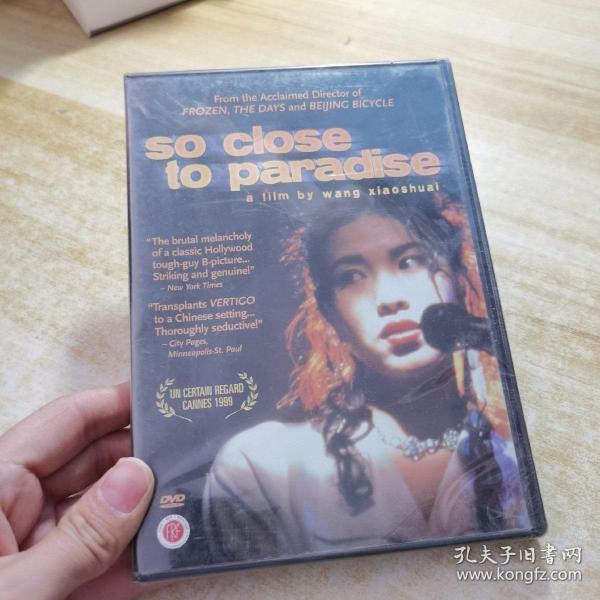 From the Acclaimed Director of
FROZEN, THE DAYS and BEIJING BICYCLE
so close
to paradise
a film by wang xiaoshuai
"The brutal melancholy
of a classic Hollywood
tough-guy B-picture...
Striking and genuine!"
– New York Times
"Transplants VERTIGO
to a Chinese setting...
Thoroughly seductive!"
– City Pages,
Minneapolis-St. Paul
UN CERTAIN REGARD
CANNES 1999
DVD
FRF
孔夫子旧书网
www.kongfz.com